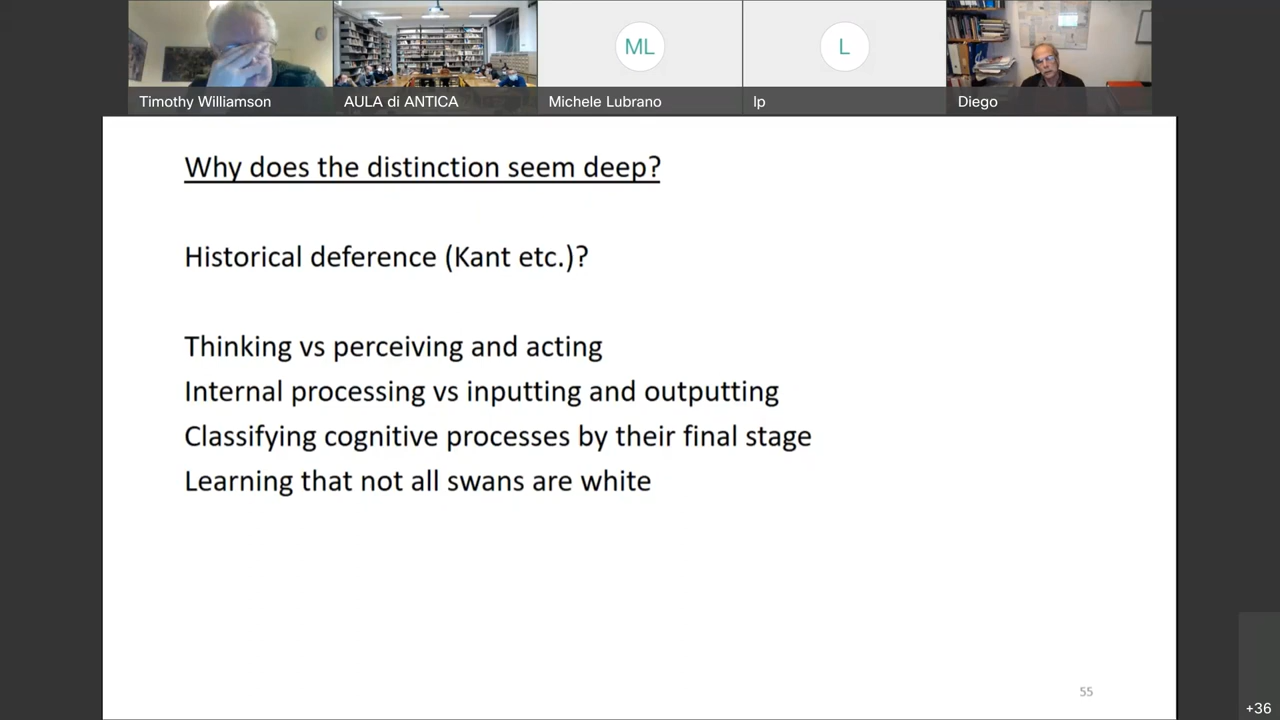 ML
L
Timothy Williamson
AULA di ANTICA
Michele Lubrano
lp
Diego
Why does the distinction seem deep?
Historical deference (Kant etc.)?
Thinking vs perceiving and acting
Internal processing vs inputting and outputting
Classifying cognitive processes by their final stage
Learning that not all swans are white
55
+36